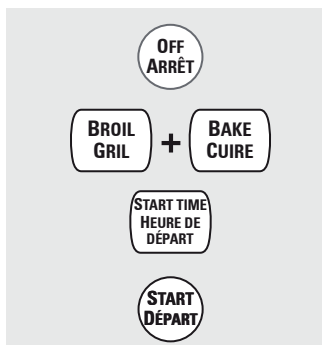 OFF
ARRÊT
BROIL
GRIL
+
BAKE
CUIRE
START TIME
HEURE DE
DÉPART
START
DÉPART